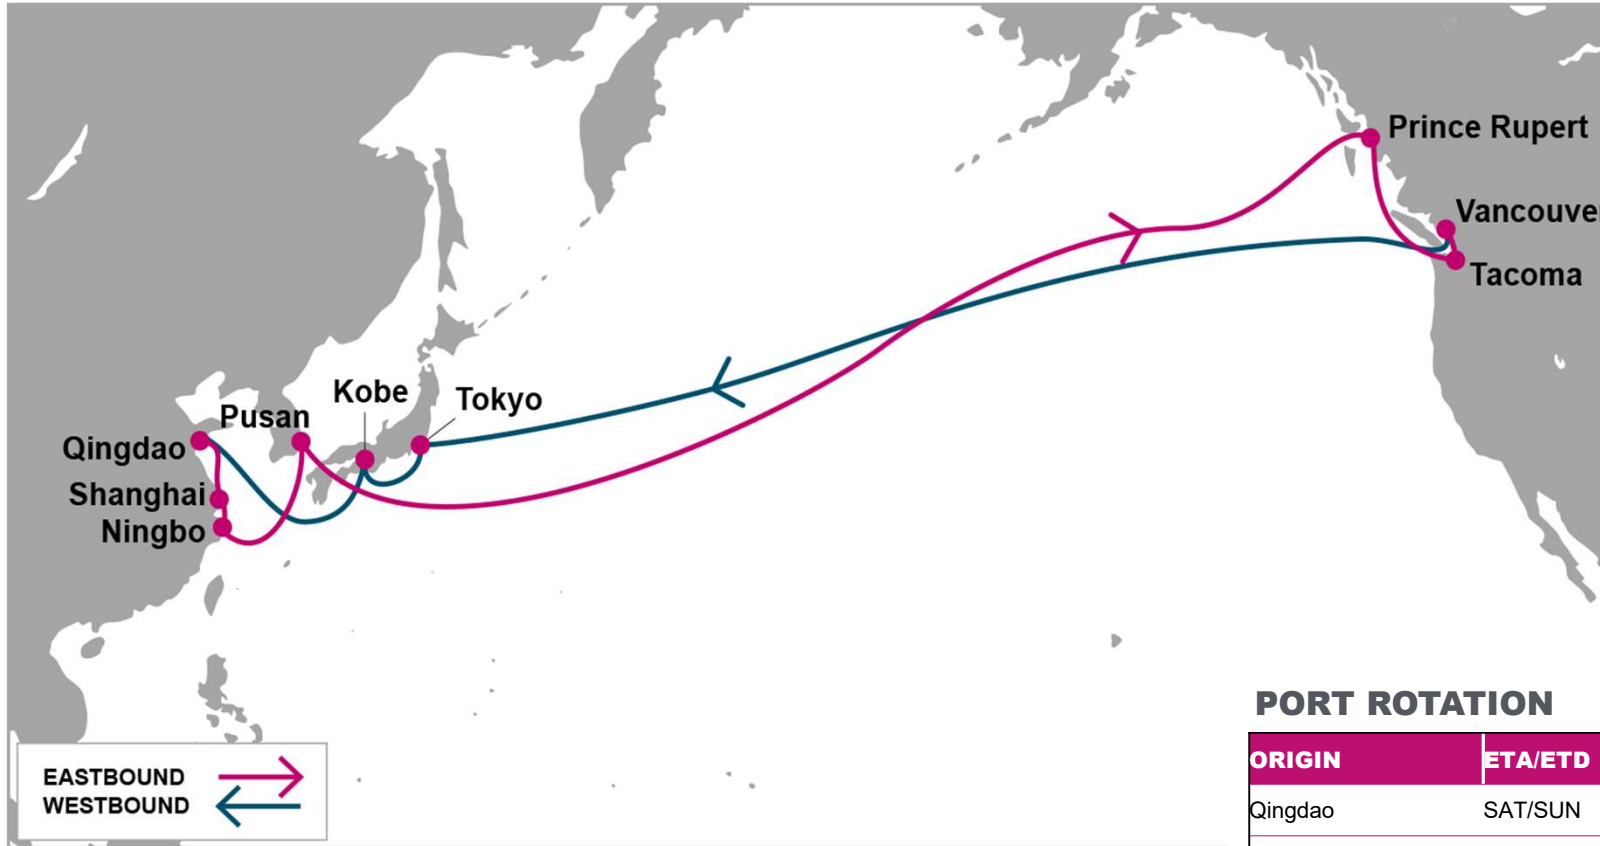 Prince Rupert
Vancouve
Tacoma
Kobe
Tokyo
Pusan
Qingdao
Shanghai
Ningbo
PORT ROTATION
ORIGIN ETA/ETD
Qingdao SAT/SUN
EASTBOUND
WESTBOUND